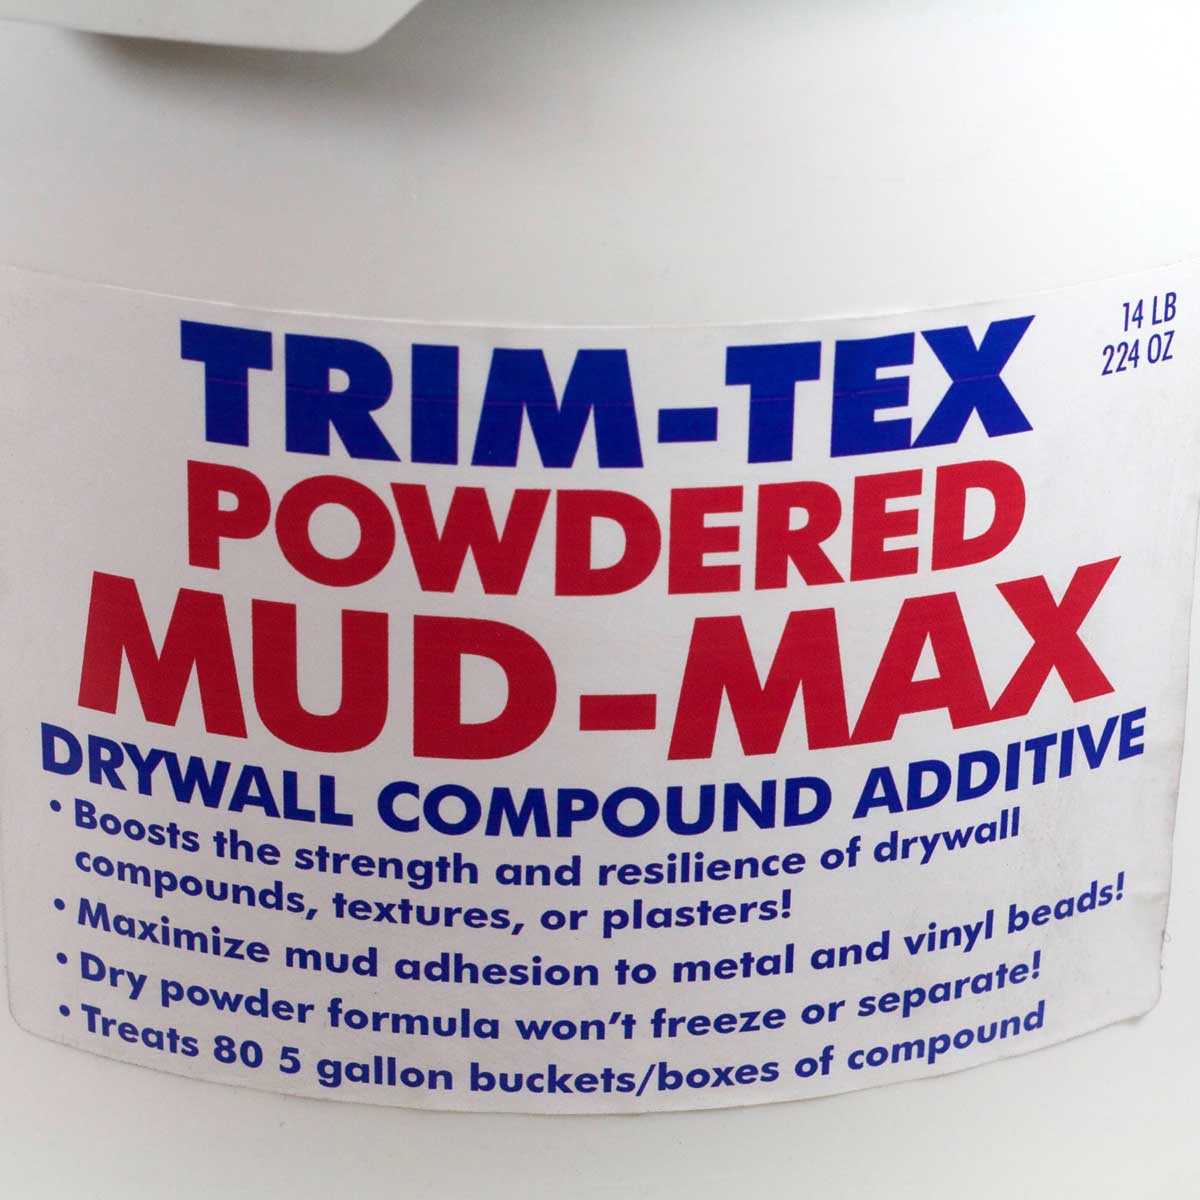 14 LB
224 OZ
TRIM-TEX
POWDERED
MUD-MAX
DRYWALL COMPOUND ADDITIVE
• Boosts the strength and resilience of drywall
compounds, textures, or plasters!
• Maximize mud adhesion to metal and vinyl beads!
• Dry powder formula won't freeze or separate!
• Treats 80 5 gallon buckets/boxes of compound